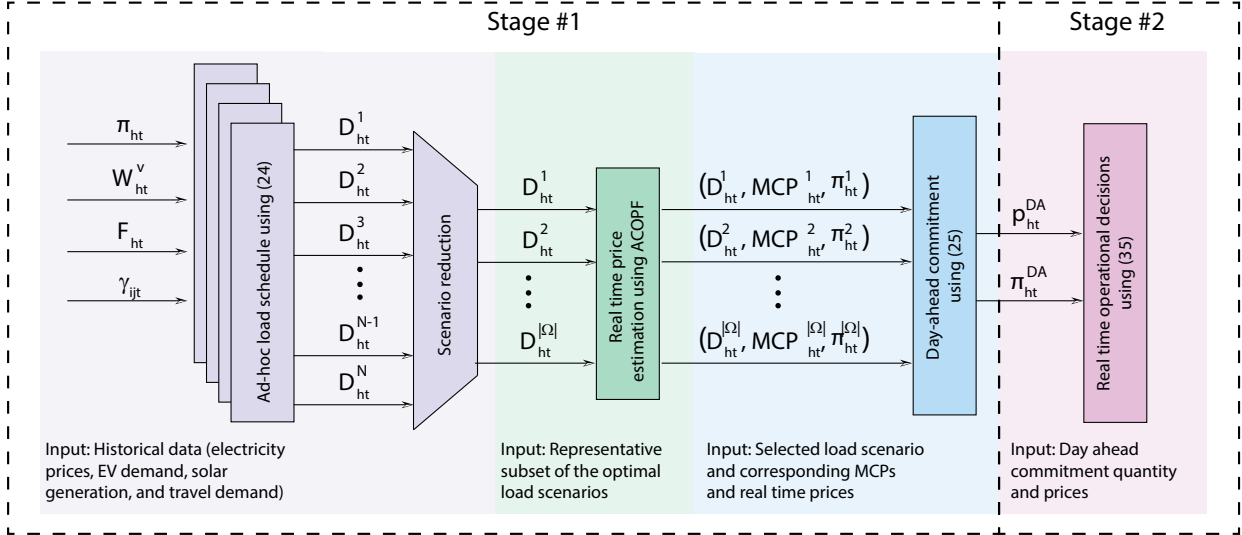 Stage #1
Stage #2
π_ht
W^v_ht
F_ht
γ_ijt
Ad-hoc load schedule using (24)
D^1_ht
D^2_ht
D^3_ht
D^N-1_ht
D^N_ht
Scenario reduction
D^1_ht
D^2_ht
D^|Ω|_ht
Real time price
estimation using ACOPF
(D^1_ht, MCP^1_ht, π^1_ht)
(D^2_ht, MCP^2_ht, π^2_ht)
(D^|Ω|_ht, MCP^|Ω|_ht, π^|Ω|_ht)
Day-ahead commitment
using (25)
p^DA_ht
π^DA_ht
Real time operational decisions
using (35)
Input: Historical data (electricity
prices, EV demand, solar
generation, and travel demand)
Input: Representative
subset of the optimal
load scenarios
Input: Selected load scenario
and corresponding MCPs
and real time prices
Input: Day ahead
commitment quantity
and prices